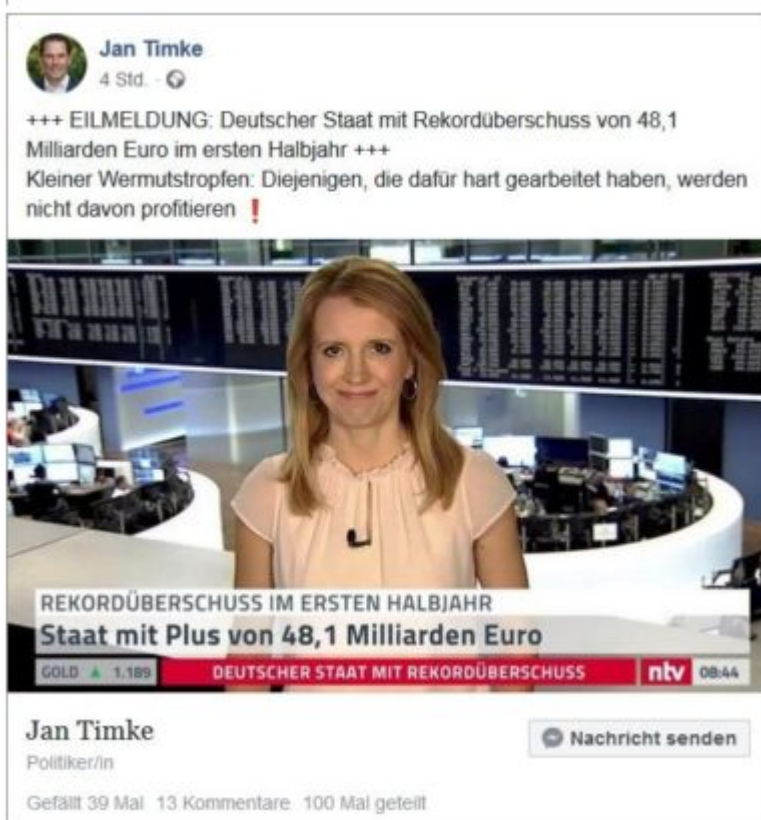 Jan Timke
4 Std. ·
+++ EILMELDUNG: Deutscher Staat mit Rekordüberschuss von 48,1
Milliarden Euro im ersten Halbjahr +++
Kleiner Wermutstropfen: Diejenigen, die dafür hart gearbeitet haben, werden
nicht davon profitieren ❗
REKORDÜBERSCHUSS IM ERSTEN HALBJAHR
Staat mit Plus von 48,1 Milliarden Euro
GOLD ▲ 1.189 DEUTSCHER STAAT MIT REKORDÜBERSCHUSS ntv 08:44
Jan Timke
Nachricht senden
Politiker/in
Gefällt 39 Mal 13 Kommentare 100 Mal geteilt